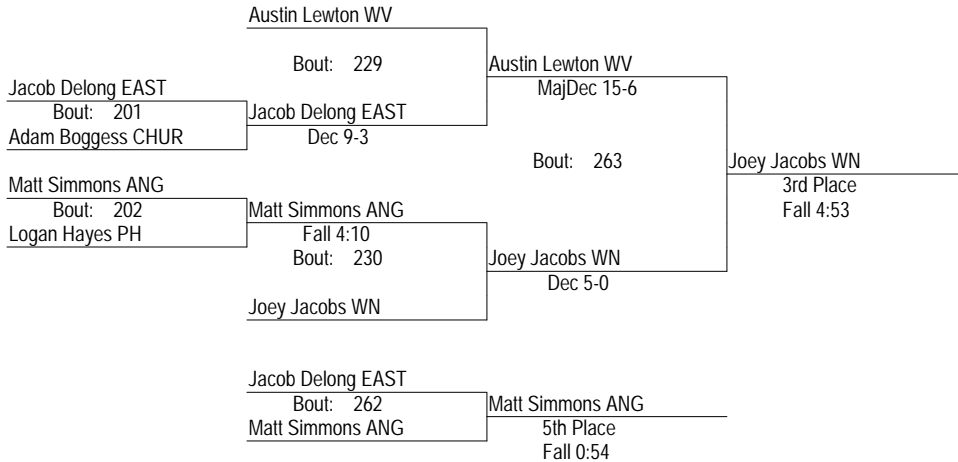 Austin Lewton WV
Bout: 229
Austin Lewton WV
MajDec 15-6
Jacob Delong EAST
Bout: 201
Adam Boggess CHUR
Jacob Delong EAST
Dec 9-3
Bout: 263
Joey Jacobs WN
3rd Place
Fall 4:53
Matt Simmons ANG
Bout: 202
Logan Hayes PH
Matt Simmons ANG
Fall 4:10
Bout: 230
Joey Jacobs WN
Dec 5-0
Joey Jacobs WN
Jacob Delong EAST
Bout: 262
Matt Simmons ANG
Matt Simmons ANG
5th Place
Fall 0:54